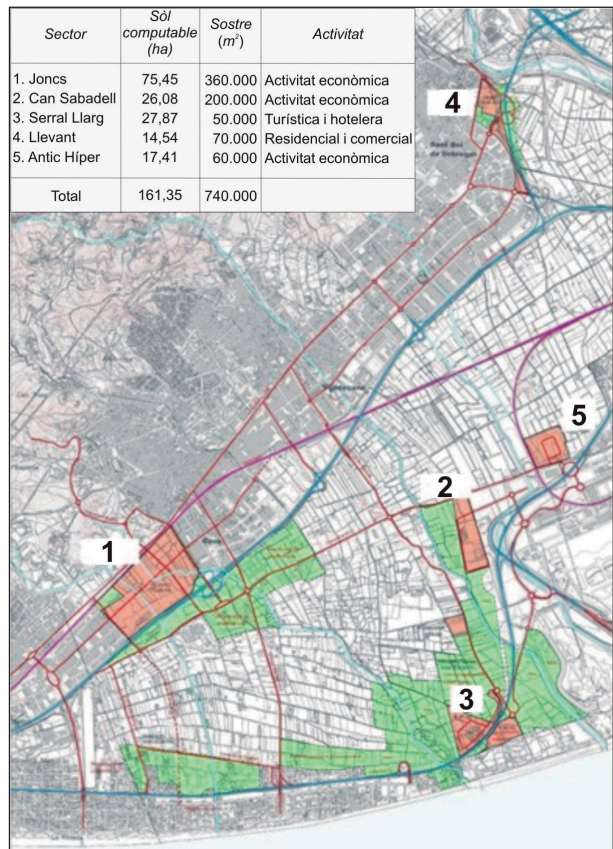 Sector Sòl computable (ha) Sostre (m²) Activitat
1. Joncs 75,45 360.000 Activitat econòmica
2. Can Sabadell 26,08 200.000 Activitat econòmica
3. Serral Llarg 27,87 50.000 Turística i hotelera
4. Llevant 14,54 70.000 Residencial i comercial
5. Antic Híper 17,41 60.000 Activitat econòmica
Total 161,35 740.000
4
Sant Boi
de Llobregat
5
2
Viladecans
1
Gavà
3